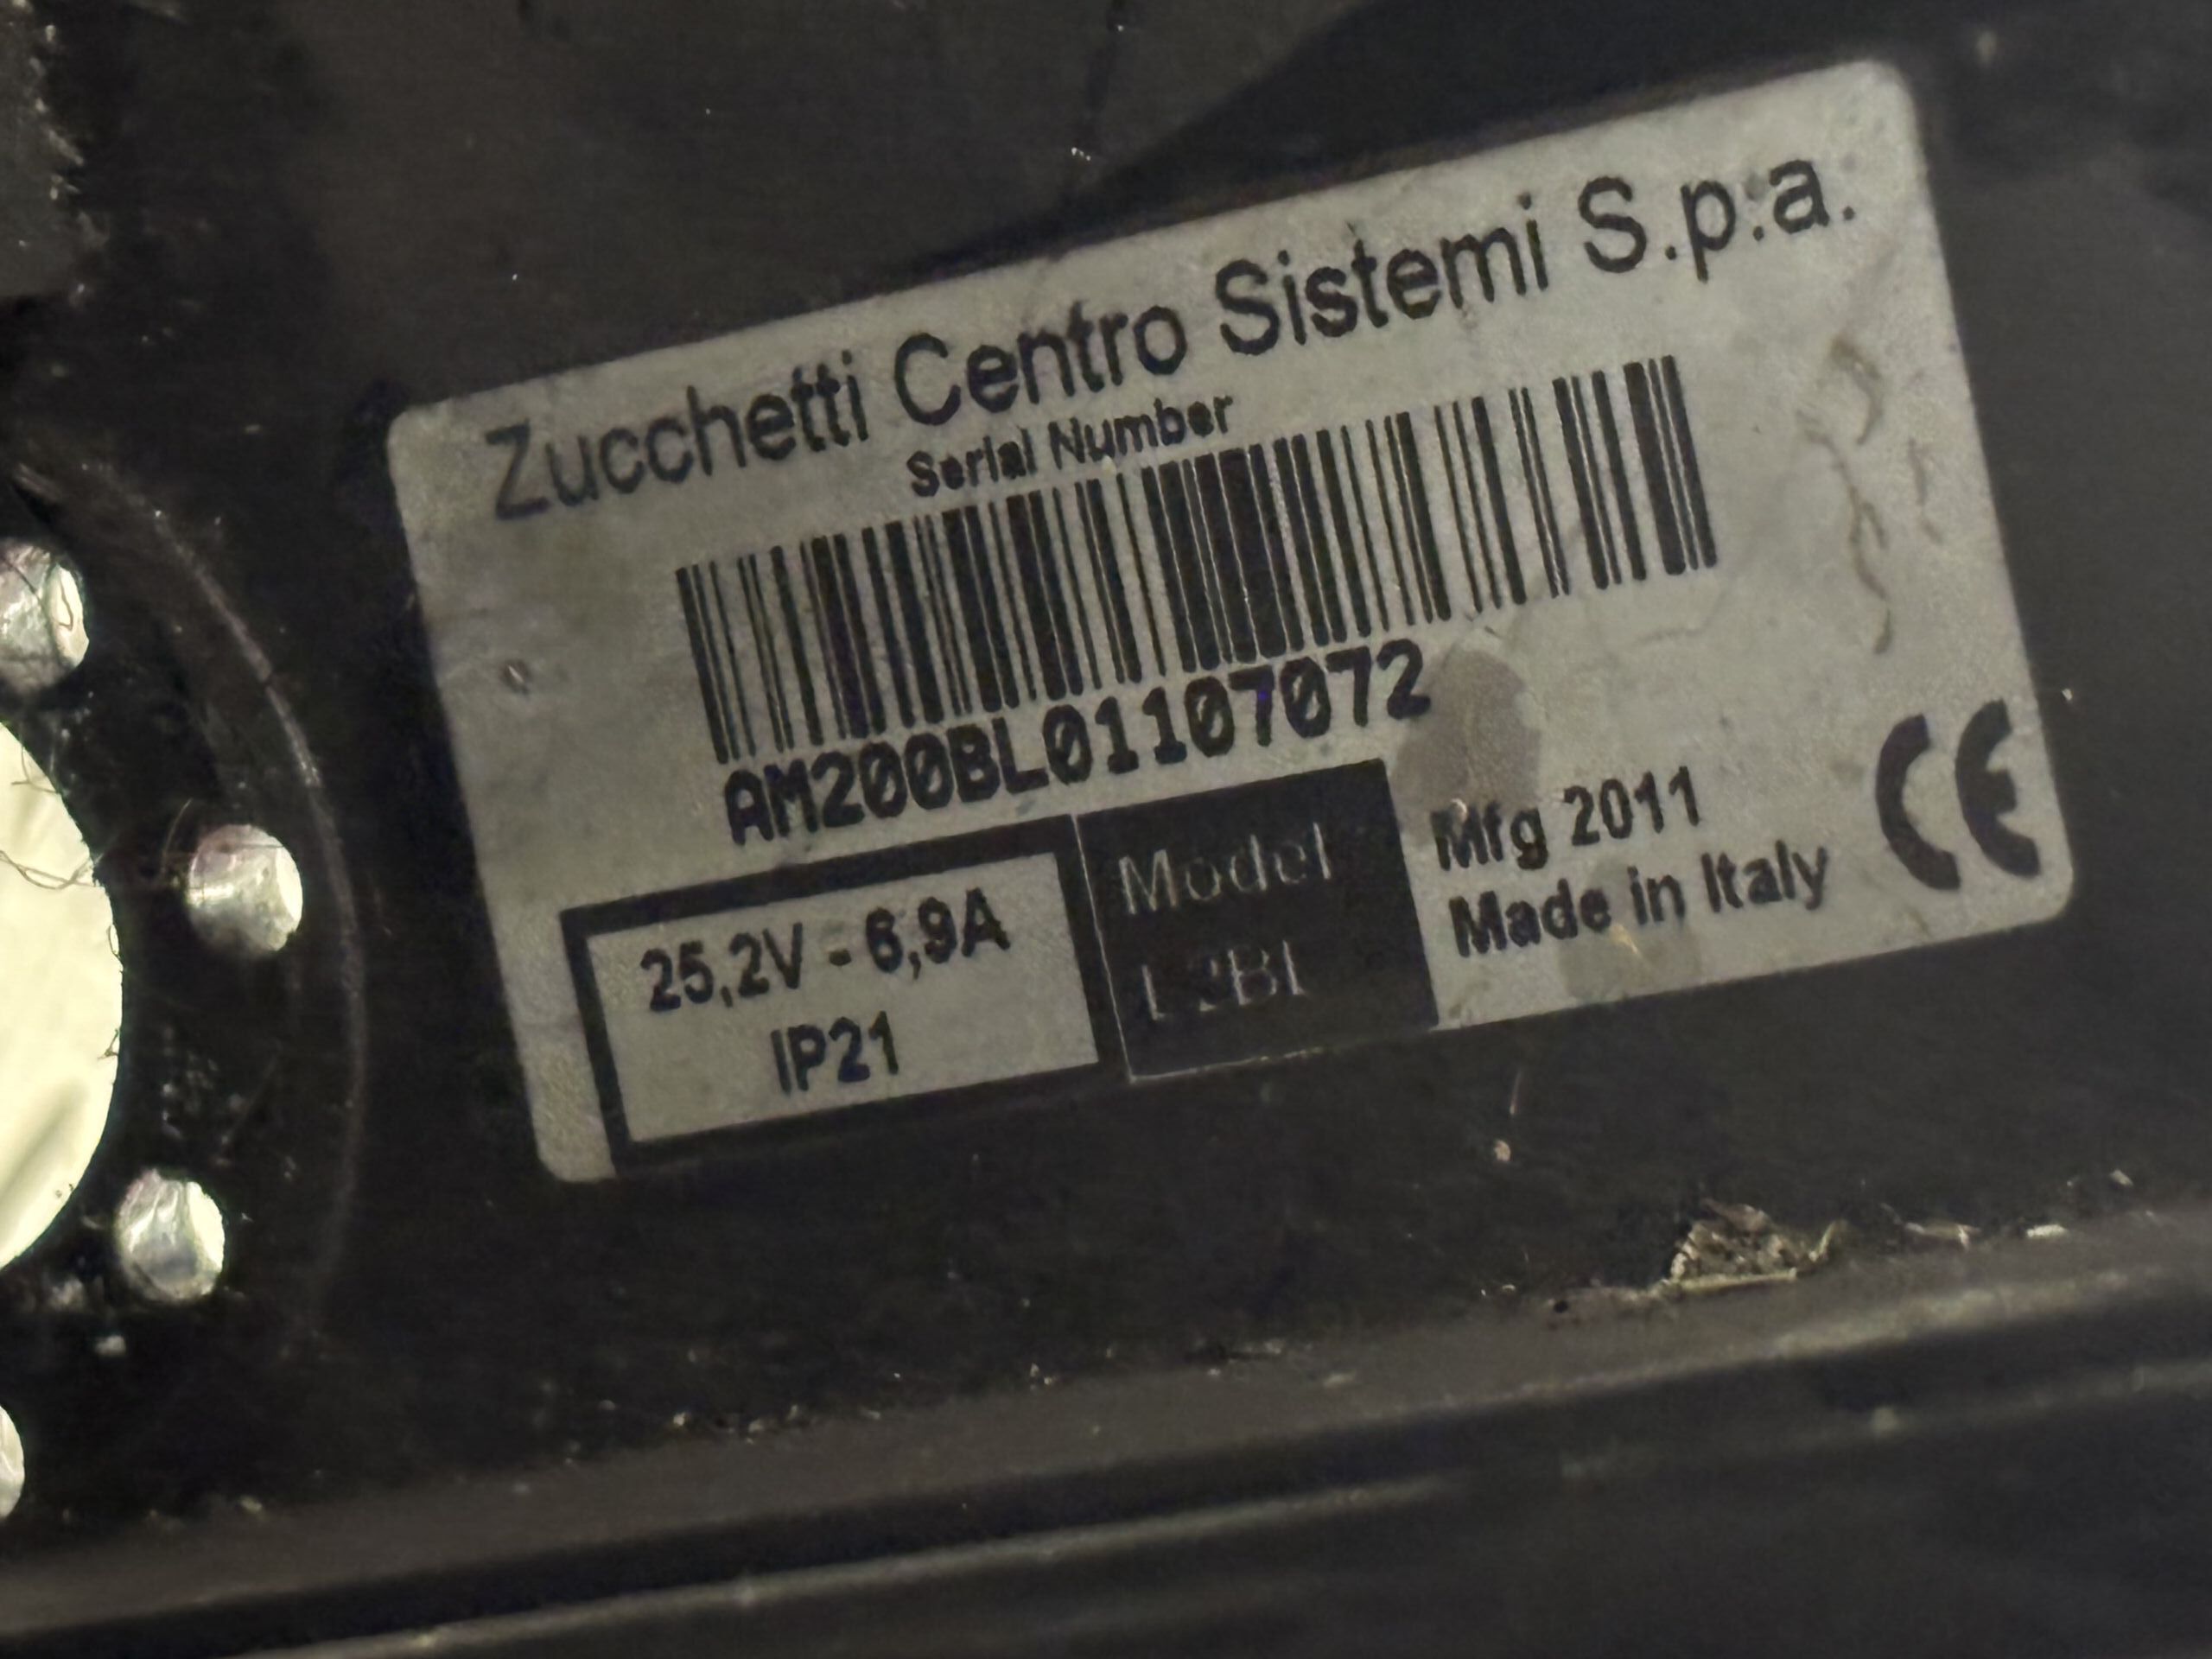 Zucchetti Centro Sistemi S.p.a.
Serial Number
AM200BL01107072
25,2V - 6,9A
IP21
Model
Mfg 2011
Made in Italy
CE